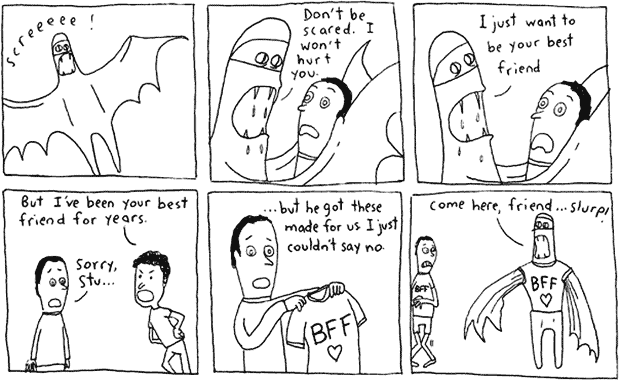 screeeee!
Don't be
scared. I
won't
hurt
you.
I just want to
be your best
friend
But I've been your best
friend for years.
sorry,
Stu...
...but he got these
made for us. I just
couldn't say no.
BFF
come here, friend...slurp!
BFF
BFF